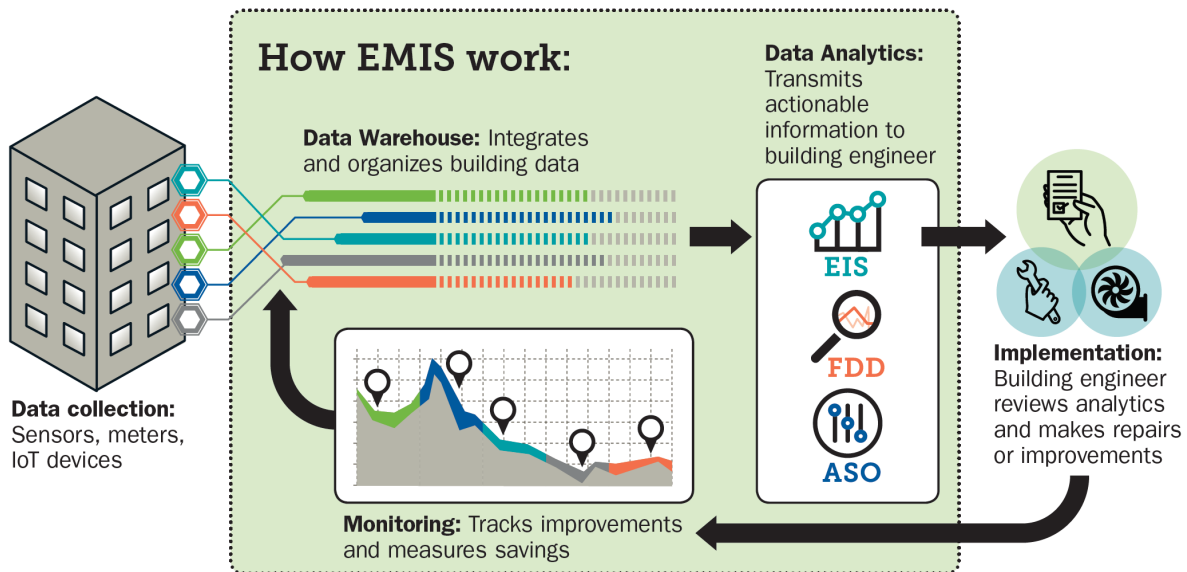 How EMIS work:
Data collection:
Sensors, meters,
IoT devices
Data Warehouse: Integrates
and organizes building data
Data Analytics:
Transmits
actionable
information to
building engineer
EIS
FDD
ASO
Implementation:
Building engineer
reviews analytics
and makes repairs
or improvements
Monitoring: Tracks improvements
and measures savings